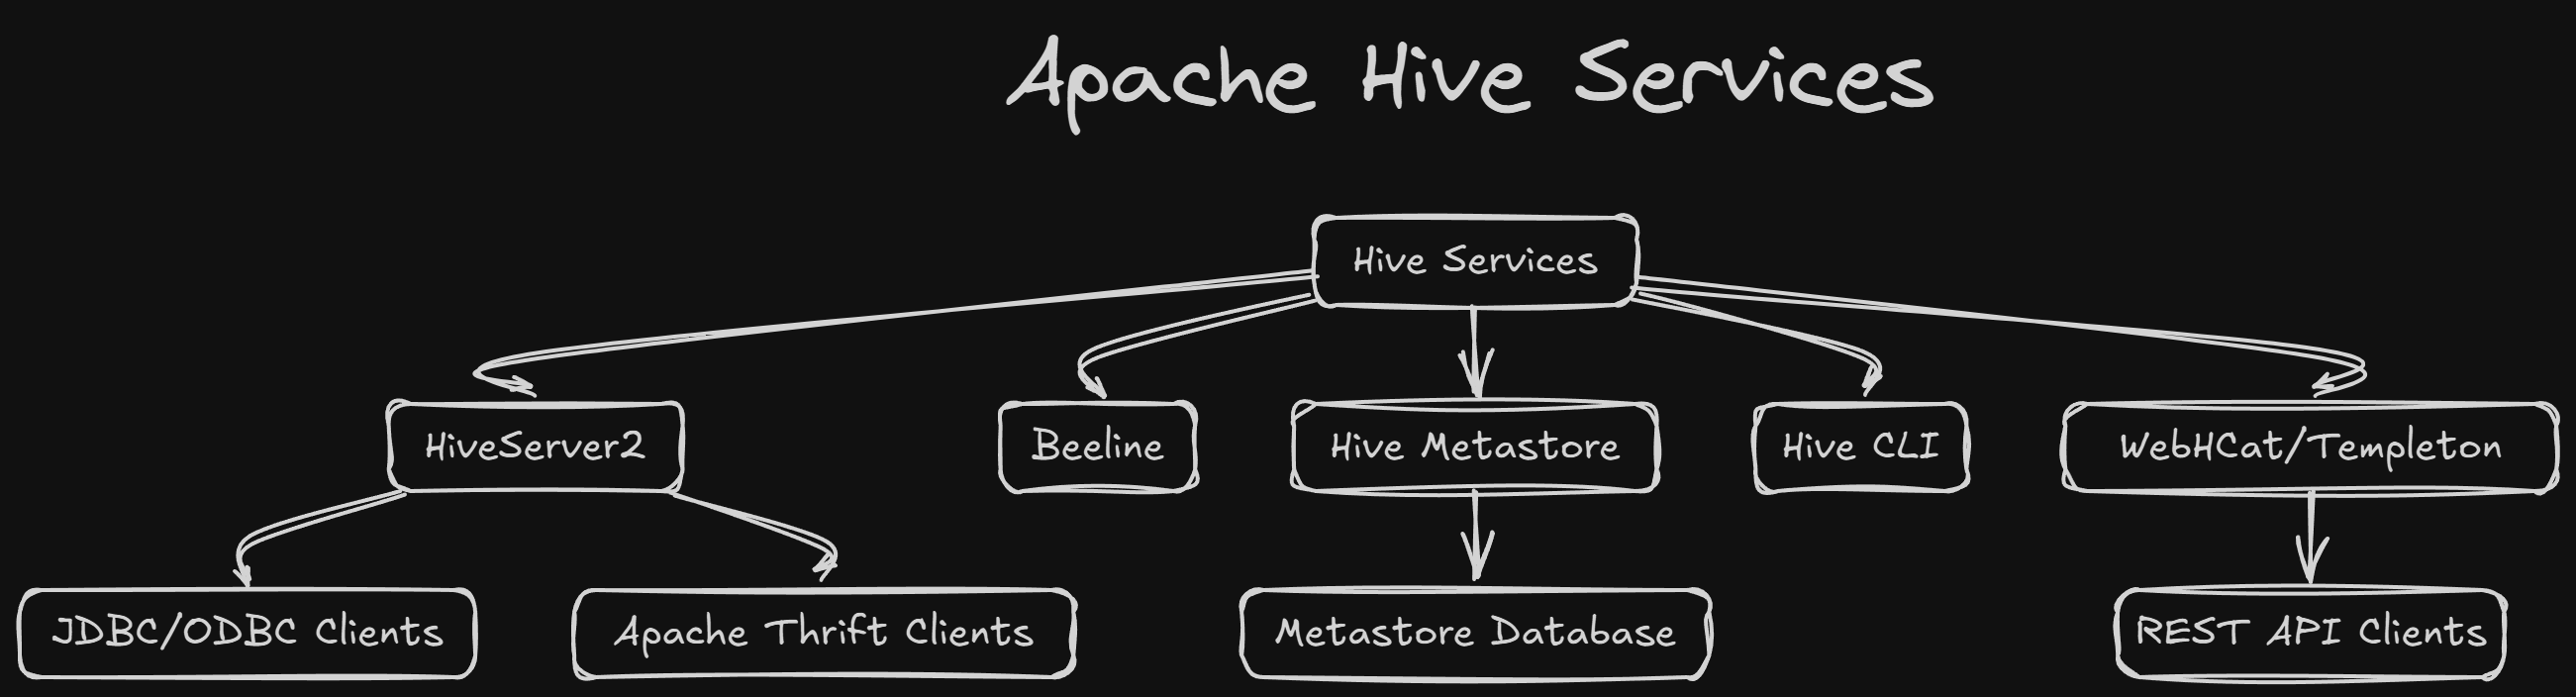 Apache Hive Services
Hive Services
HiveServer2
Beeline
Hive Metastore
Hive CLI
WebHCat/Templeton
JDBC/ODBC Clients
Apache Thrift Clients
Metastore Database
REST API Clients